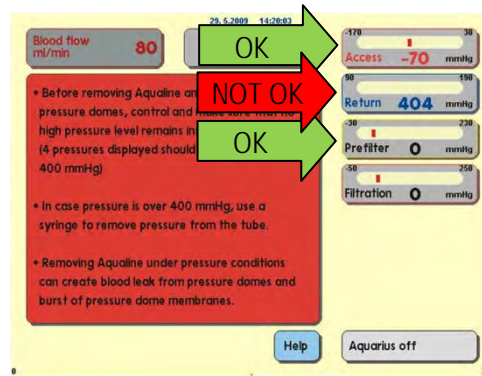 29. 5.2009 14:20:03
Blood flow
ml/min 80
OK
-170 30
Access -70 mmHg
NOT OK
90 190
Return 404 mmHg
OK
-30 230
Prefilter 0 mmHg
-50 250
Filtration 0 mmHg
• Before removing Aqualine an
pressure domes, control and make sure that no
high pressure level remains in
(4 pressures displayed should
400 mmHg)
• In case pressure is over 400 mmHg, use a
syringe to remove pressure from the tube.
• Removing Aqualine under pressure conditions
can create blood leak from pressure domes and
burst of pressure dome membranes.
Help
Aquarius off
0